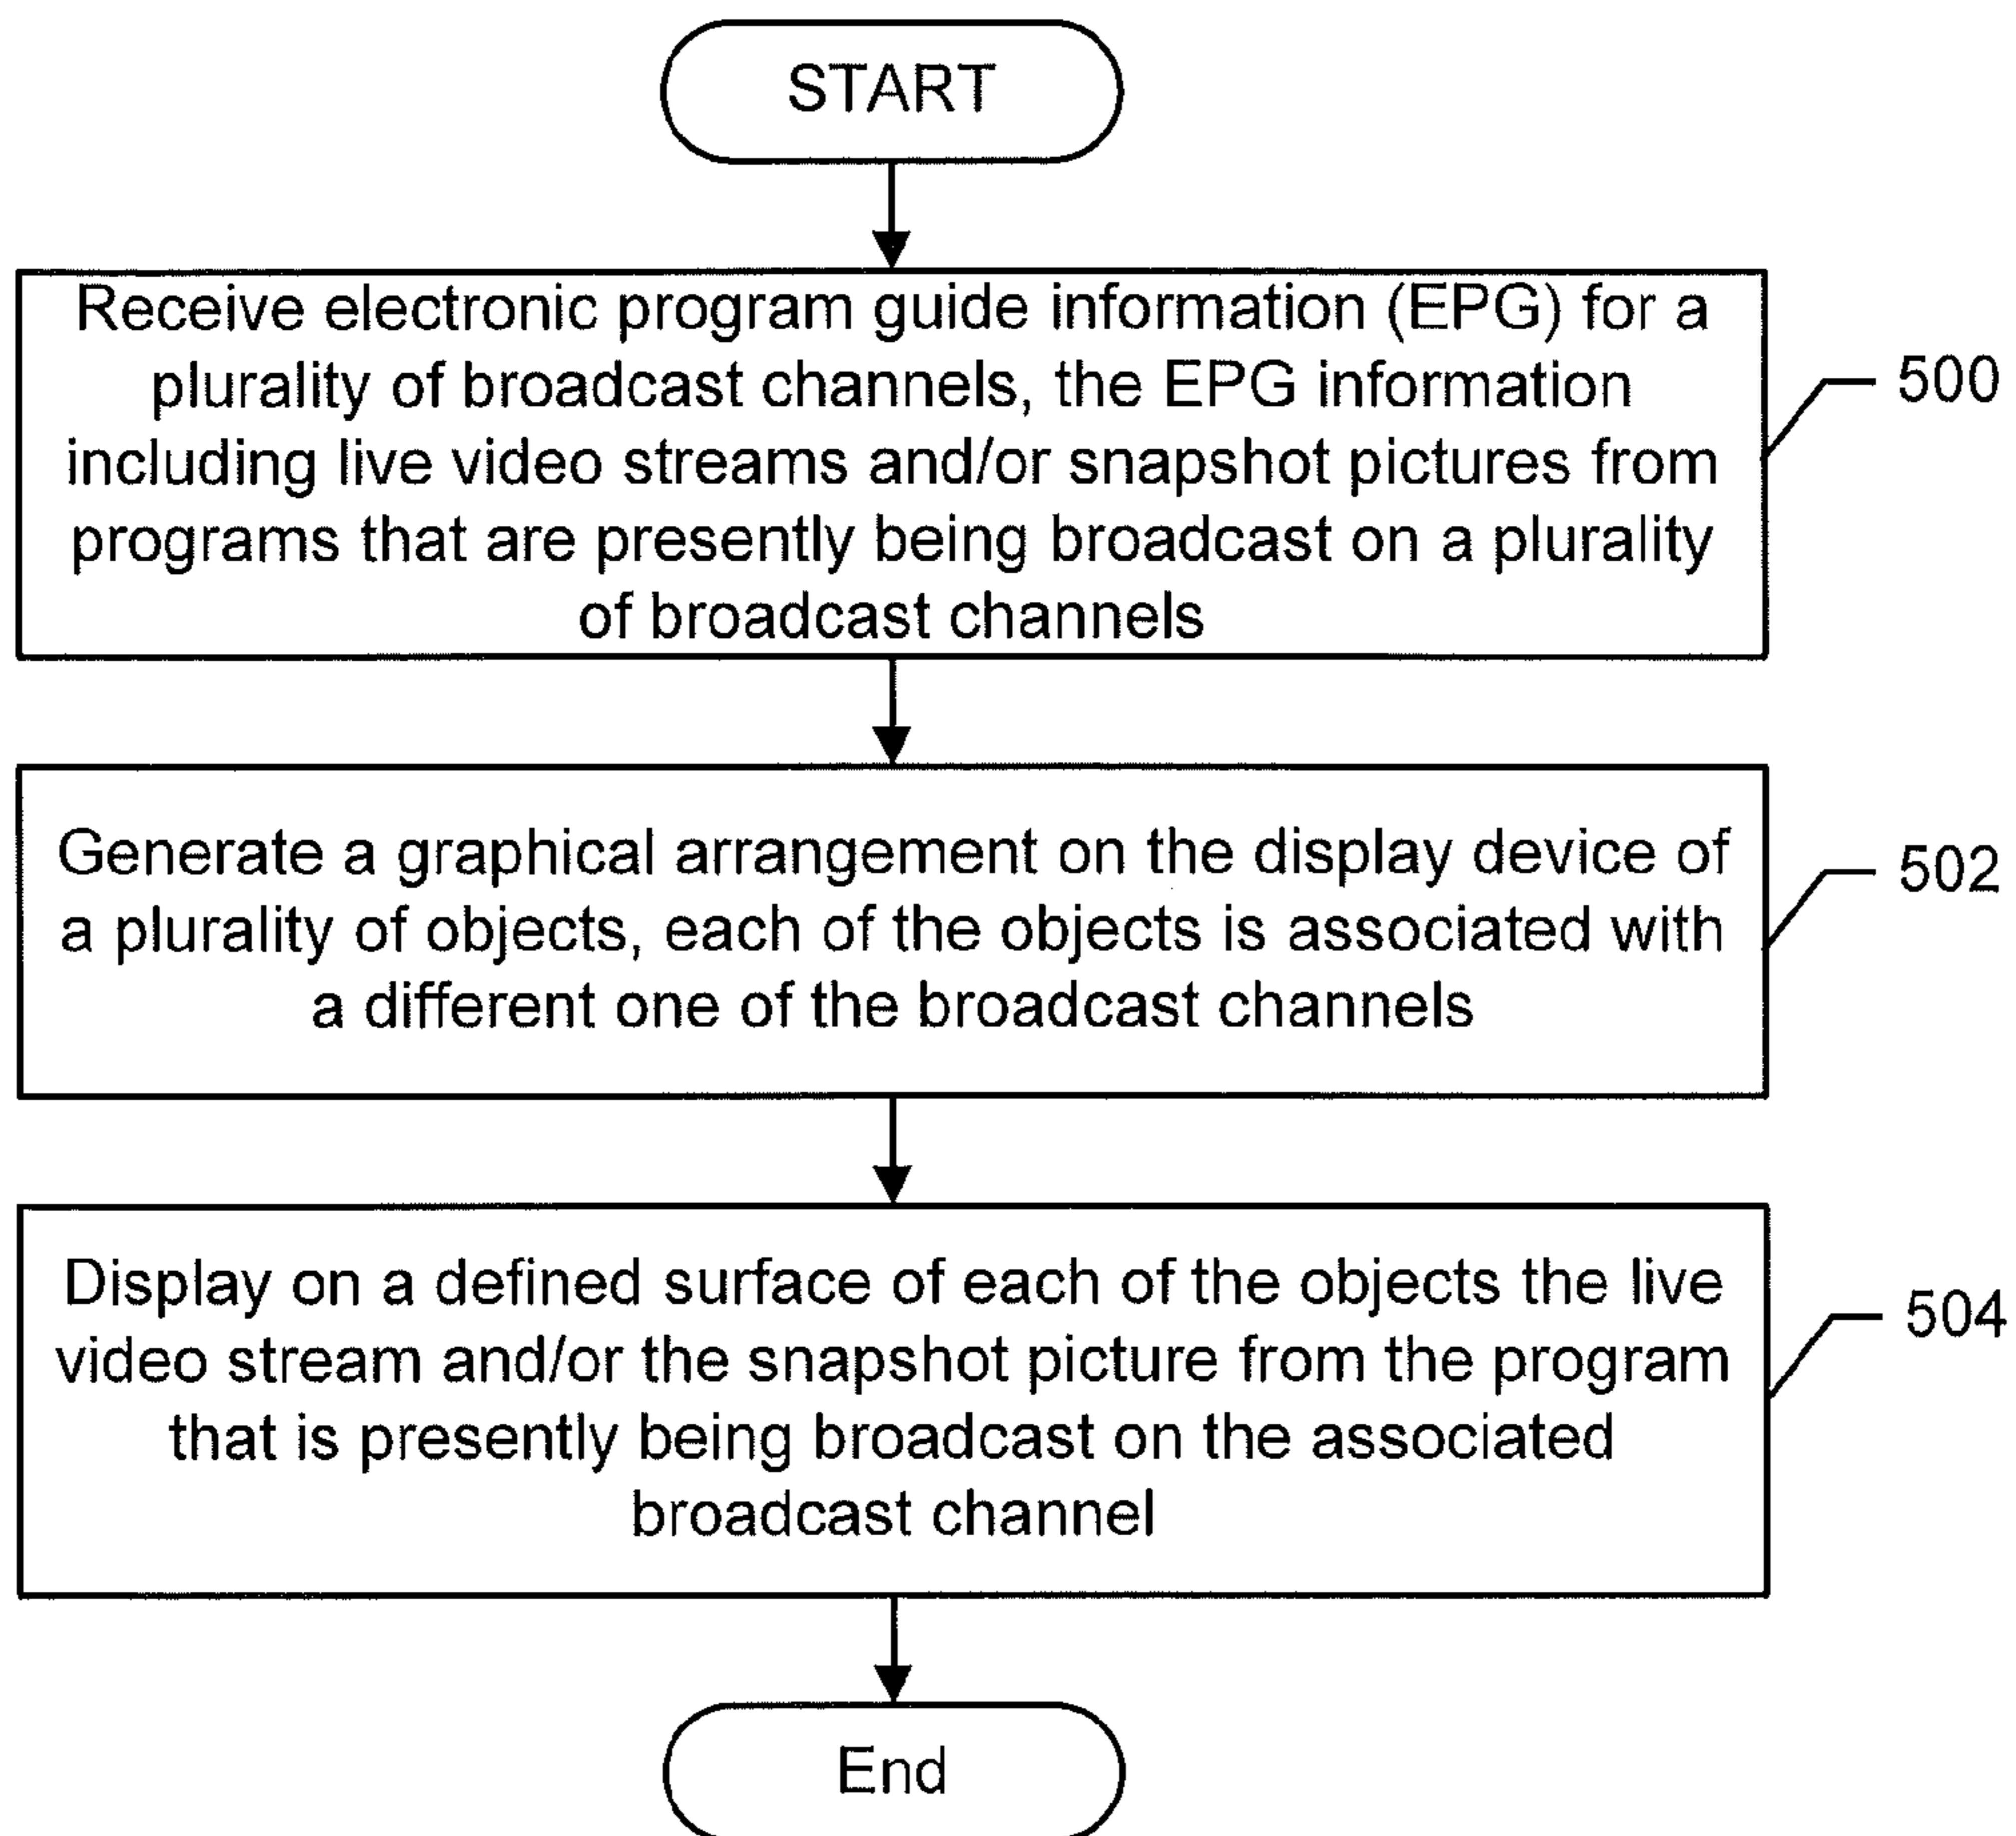 START
Receive electronic program guide information (EPG) for a
plurality of broadcast channels, the EPG information
including live video streams and/or snapshot pictures from
programs that are presently being broadcast on a plurality
of broadcast channels
500
Generate a graphical arrangement on the display device of
a plurality of objects, each of the objects is associated with
a different one of the broadcast channels
502
Display on a defined surface of each of the objects the live
video stream and/or the snapshot picture from the program
that is presently being broadcast on the associated
broadcast channel
504
End